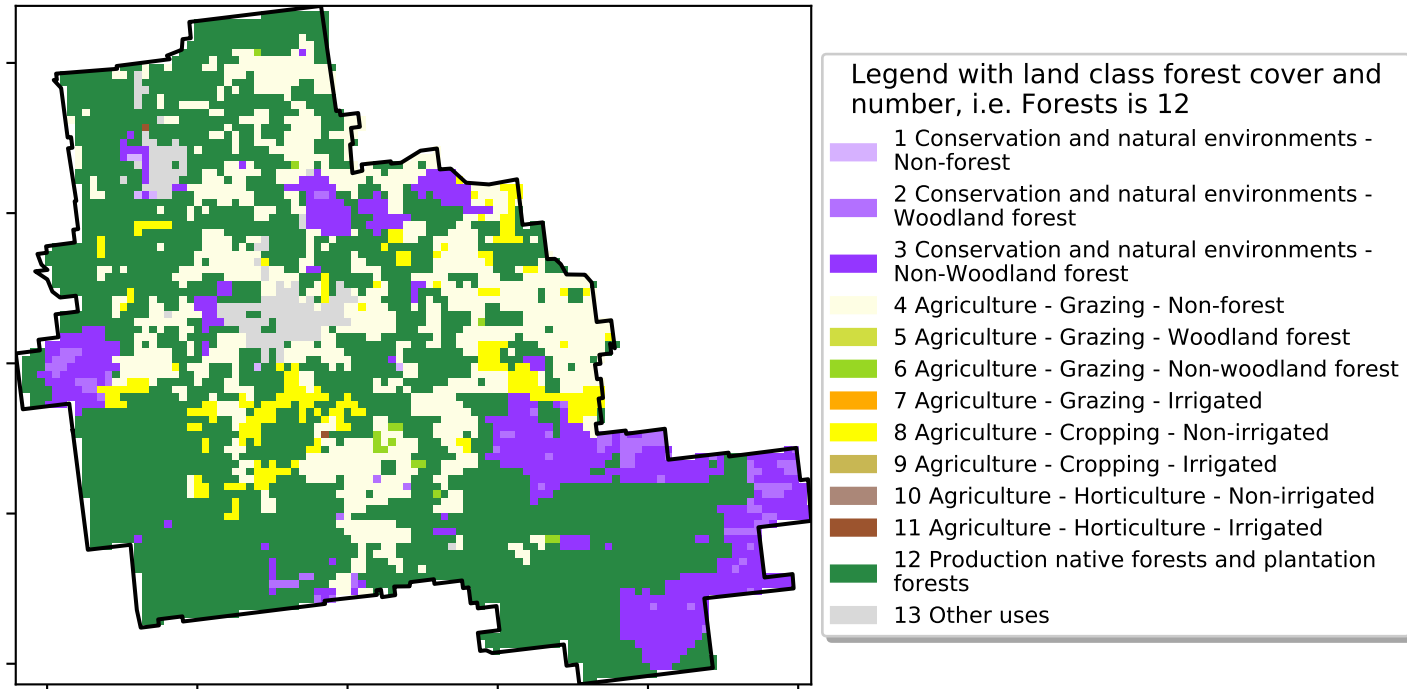 Legend with land class forest cover and
number, i.e. Forests is 12
1 Conservation and natural environments -
Non-forest
2 Conservation and natural environments -
Woodland forest
3 Conservation and natural environments -
Non-Woodland forest
4 Agriculture - Grazing - Non-forest
5 Agriculture - Grazing - Woodland forest
6 Agriculture - Grazing - Non-woodland forest
7 Agriculture - Grazing - Irrigated
8 Agriculture - Cropping - Non-irrigated
9 Agriculture - Cropping - Irrigated
10 Agriculture - Horticulture - Non-irrigated
11 Agriculture - Horticulture - Irrigated
12 Production native forests and plantation
forests
13 Other uses